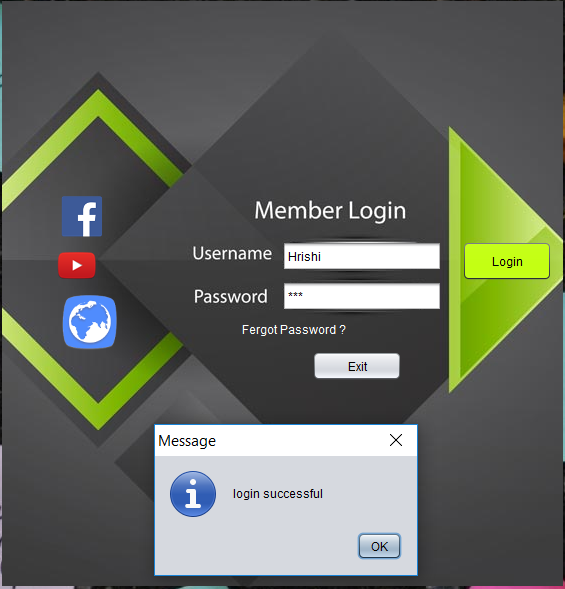 Member Login
Username Hrishi
Login
Password ***
Fergot Password ?
Exit
Message
login successful
OK